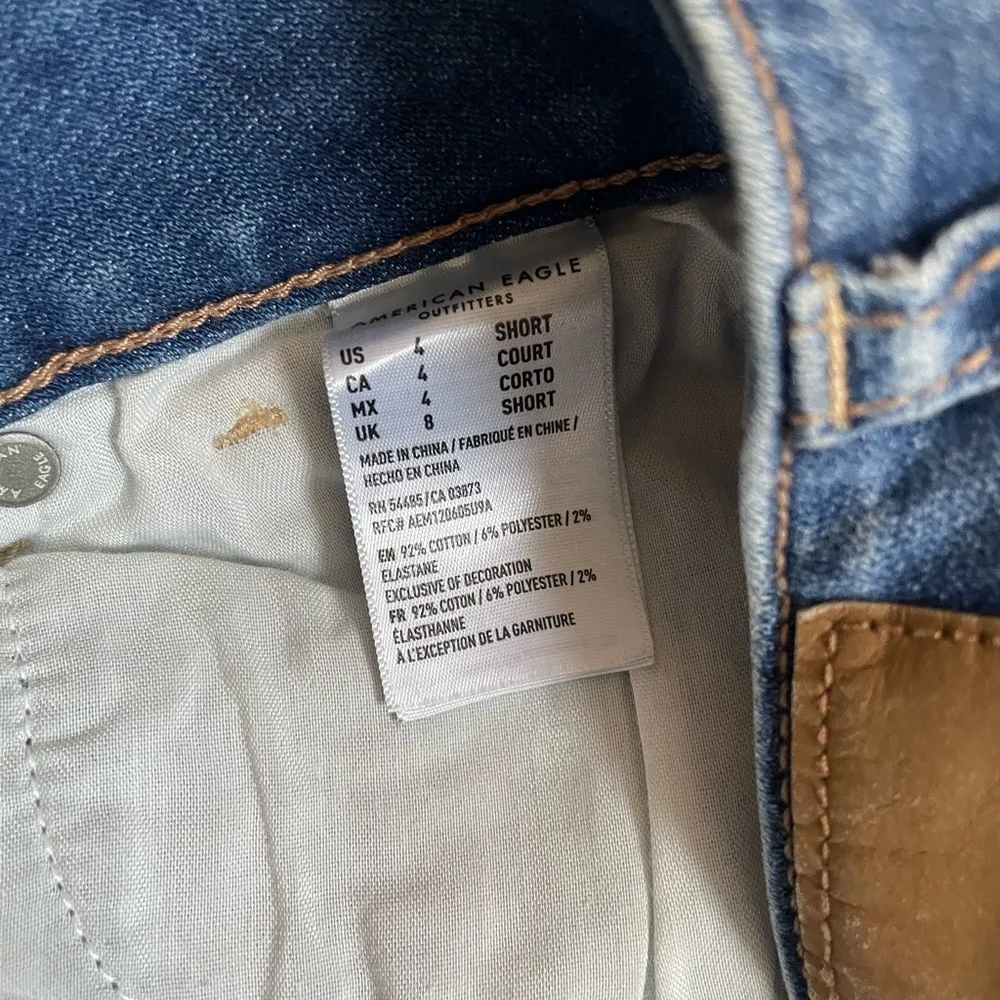 AMERICAN EAGLE
OUTFITTERS
US 4 SHORT
CA 4 COURT
MX 4 CORTO
UK 8 SHORT
MADE IN CHINA / FABRIQUÉ EN CHINE /
HECHO EN CHINA
RN 54485/CA 03873
RFC# AEM120605U9A
EM 92% COTTON / 6% POLYESTER / 2%
ELASTANE
EXCLUSIVE OF DECORATION
FR 92% COTON / 6% POLYESTER / 2%
ÉLASTHANNE
À L'EXCEPTION DE LA GARNITURE
EAGLE